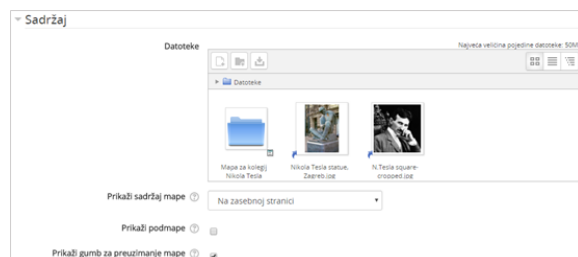 Sadržaj
Datoteke
Najveća veličina pojedine datoteke: 50M
Datoteke
Mapa za kolegij
Nikola Tesla
Nikola Tesla statue,
Zagreb.jpg
N.Tesla square-
cropped.jpg
Prikaži sadržaj mape
Na zasebnoj stranici
Prikaži podmape
Prikaži gumb za preuzimanje mape